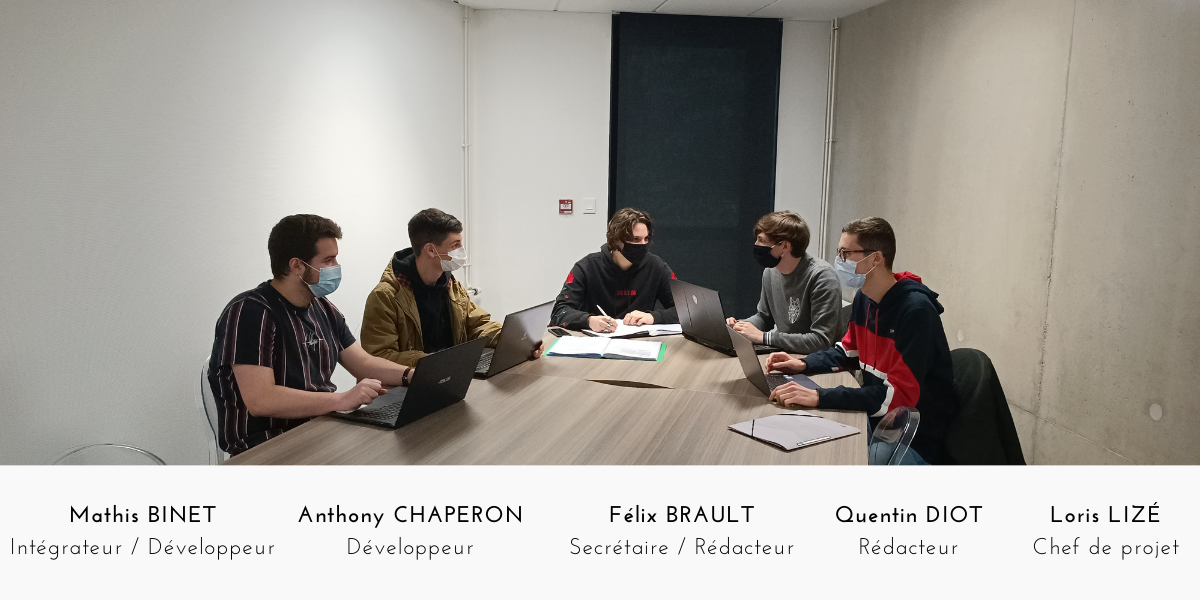 Mathis BINET
Intégrateur / Développeur
Anthony CHAPERON
Développeur
Félix BRAULT
Secrétaire / Rédacteur
Quentin DIOT
Rédacteur
Loris LIZÉ
Chef de projet